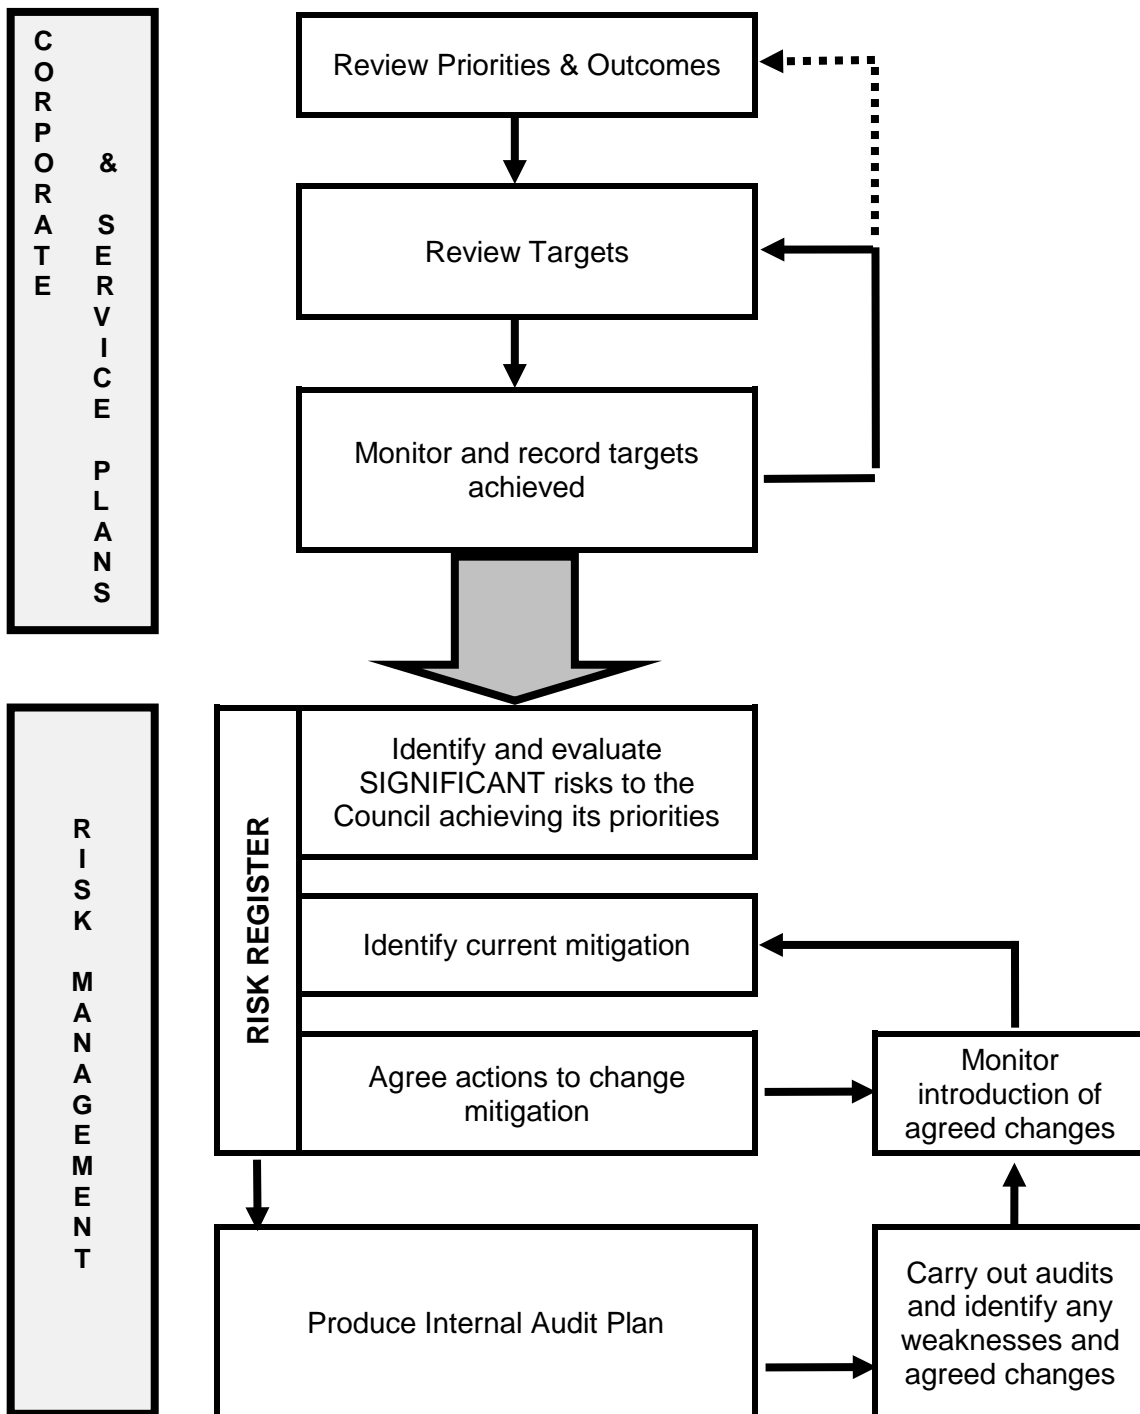 CORPORATE
& SERVICE PLANS
Review Priorities & Outcomes
Review Targets
Monitor and record targets
achieved
RISK MANAGEMENT
RISK REGISTER
Identify and evaluate
SIGNIFICANT risks to the
Council achieving its priorities
Identify current mitigation
Agree actions to change
mitigation
Monitor
introduction of
agreed changes
Produce Internal Audit Plan
Carry out audits
and identify any
weaknesses and
agreed changes